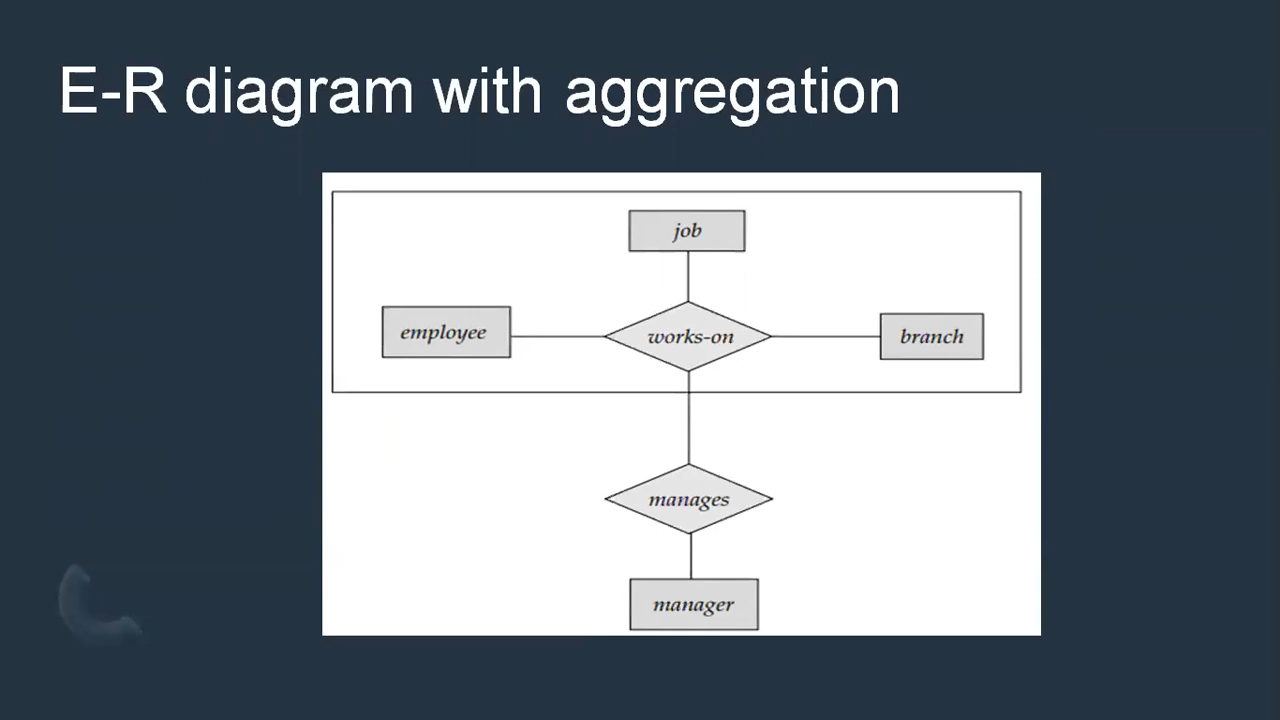 E-R diagram with aggregation
job
employee
works-on
branch
manages
manager